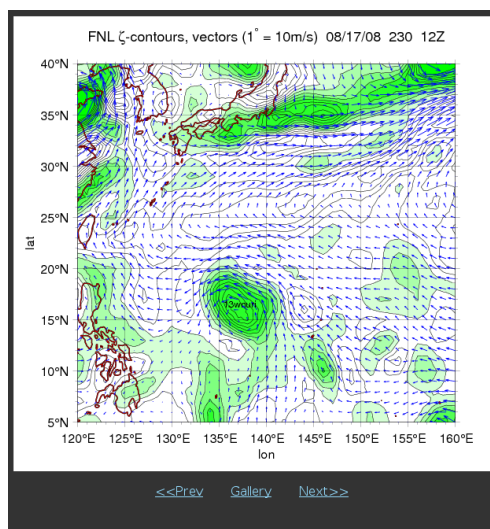 FNL ζ-contours, vectors (1° = 10m/s) 08/17/08 230 12Z
40°N
35°N
30°N
25°N
20°N
15°N
10°N
5°N
lat
120°E 125°E 130°E 135°E 140°E 145°E 150°E 155°E 160°E
lon
<<Prev Gallery Next>>